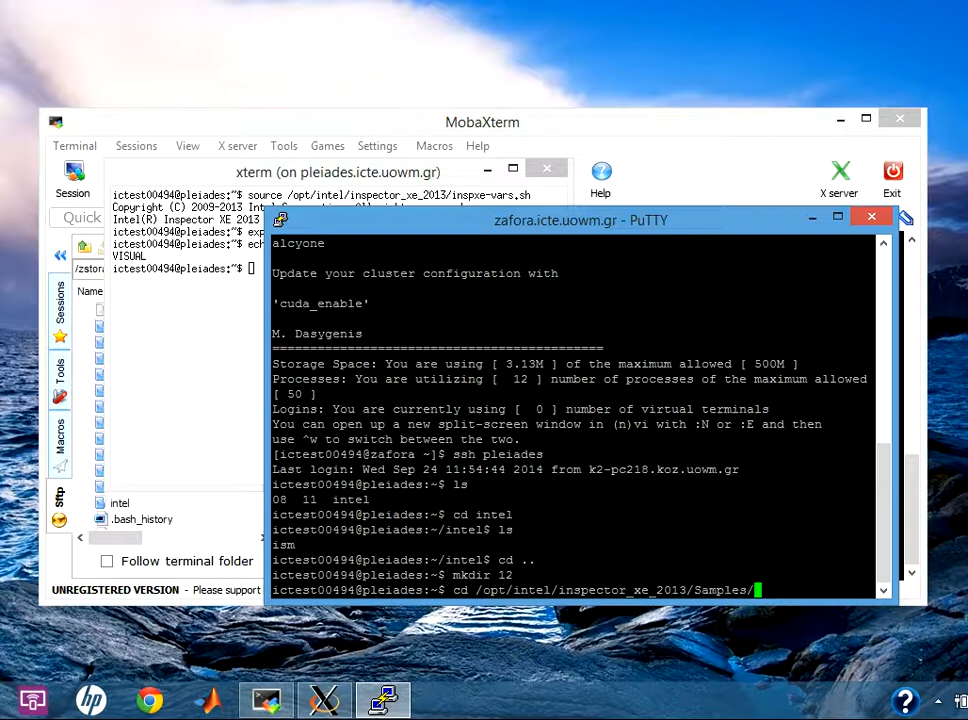 MobaXterm
Terminal Sessions View X server Tools Games Settings Macros Help
xterm (on pleiades.icte.uowm.gr)
Session
Help
X server
Exit
ictest00494@pleiades:~$ source /opt/intel/inspector_xe_2013/inspxe-vars.sh
Copyright (C) 2009-2013
Intel(R) Inspector XE 2013
ictest00494@pleiades:~$ exp
ictest00494@pleiades:~$ ech
VISUAL
ictest00494@pleiades:~$
Quick
/zstora
Name
Sessions
Tools
Macros
Sftp
intel
.bash_history
Follow terminal folder
UNREGISTERED VERSION - Please support
zafora.icte.uowm.gr - PuTTY
alcyone
Update your cluster configuration with
'cuda_enable'
M. Dasygenis
=============================================
Storage Space: You are using [ 3.13M ] of the maximum allowed [ 500M ]
Processes: You are utilizing [  12 ] number of processes of the maximum allowed
[ 50 ]
Logins: You are currently using [  0 ] number of virtual terminals
You can open up a new split-screen window in (n)vi with :N or :E and then
use ^w to switch between the two.
[ictest00494@zafora ~]$ ssh pleiades
Last login: Wed Sep 24 11:54:44 2014 from k2-pc218.koz.uowm.gr
ictest00494@pleiades:~$ ls
08  11  intel
ictest00494@pleiades:~$ cd intel
ictest00494@pleiades:~/intel$ ls
ism
ictest00494@pleiades:~/intel$ cd ..
ictest00494@pleiades:~$ mkdir 12
ictest00494@pleiades:~$ cd /opt/intel/inspector_xe_2013/Samples/
hp